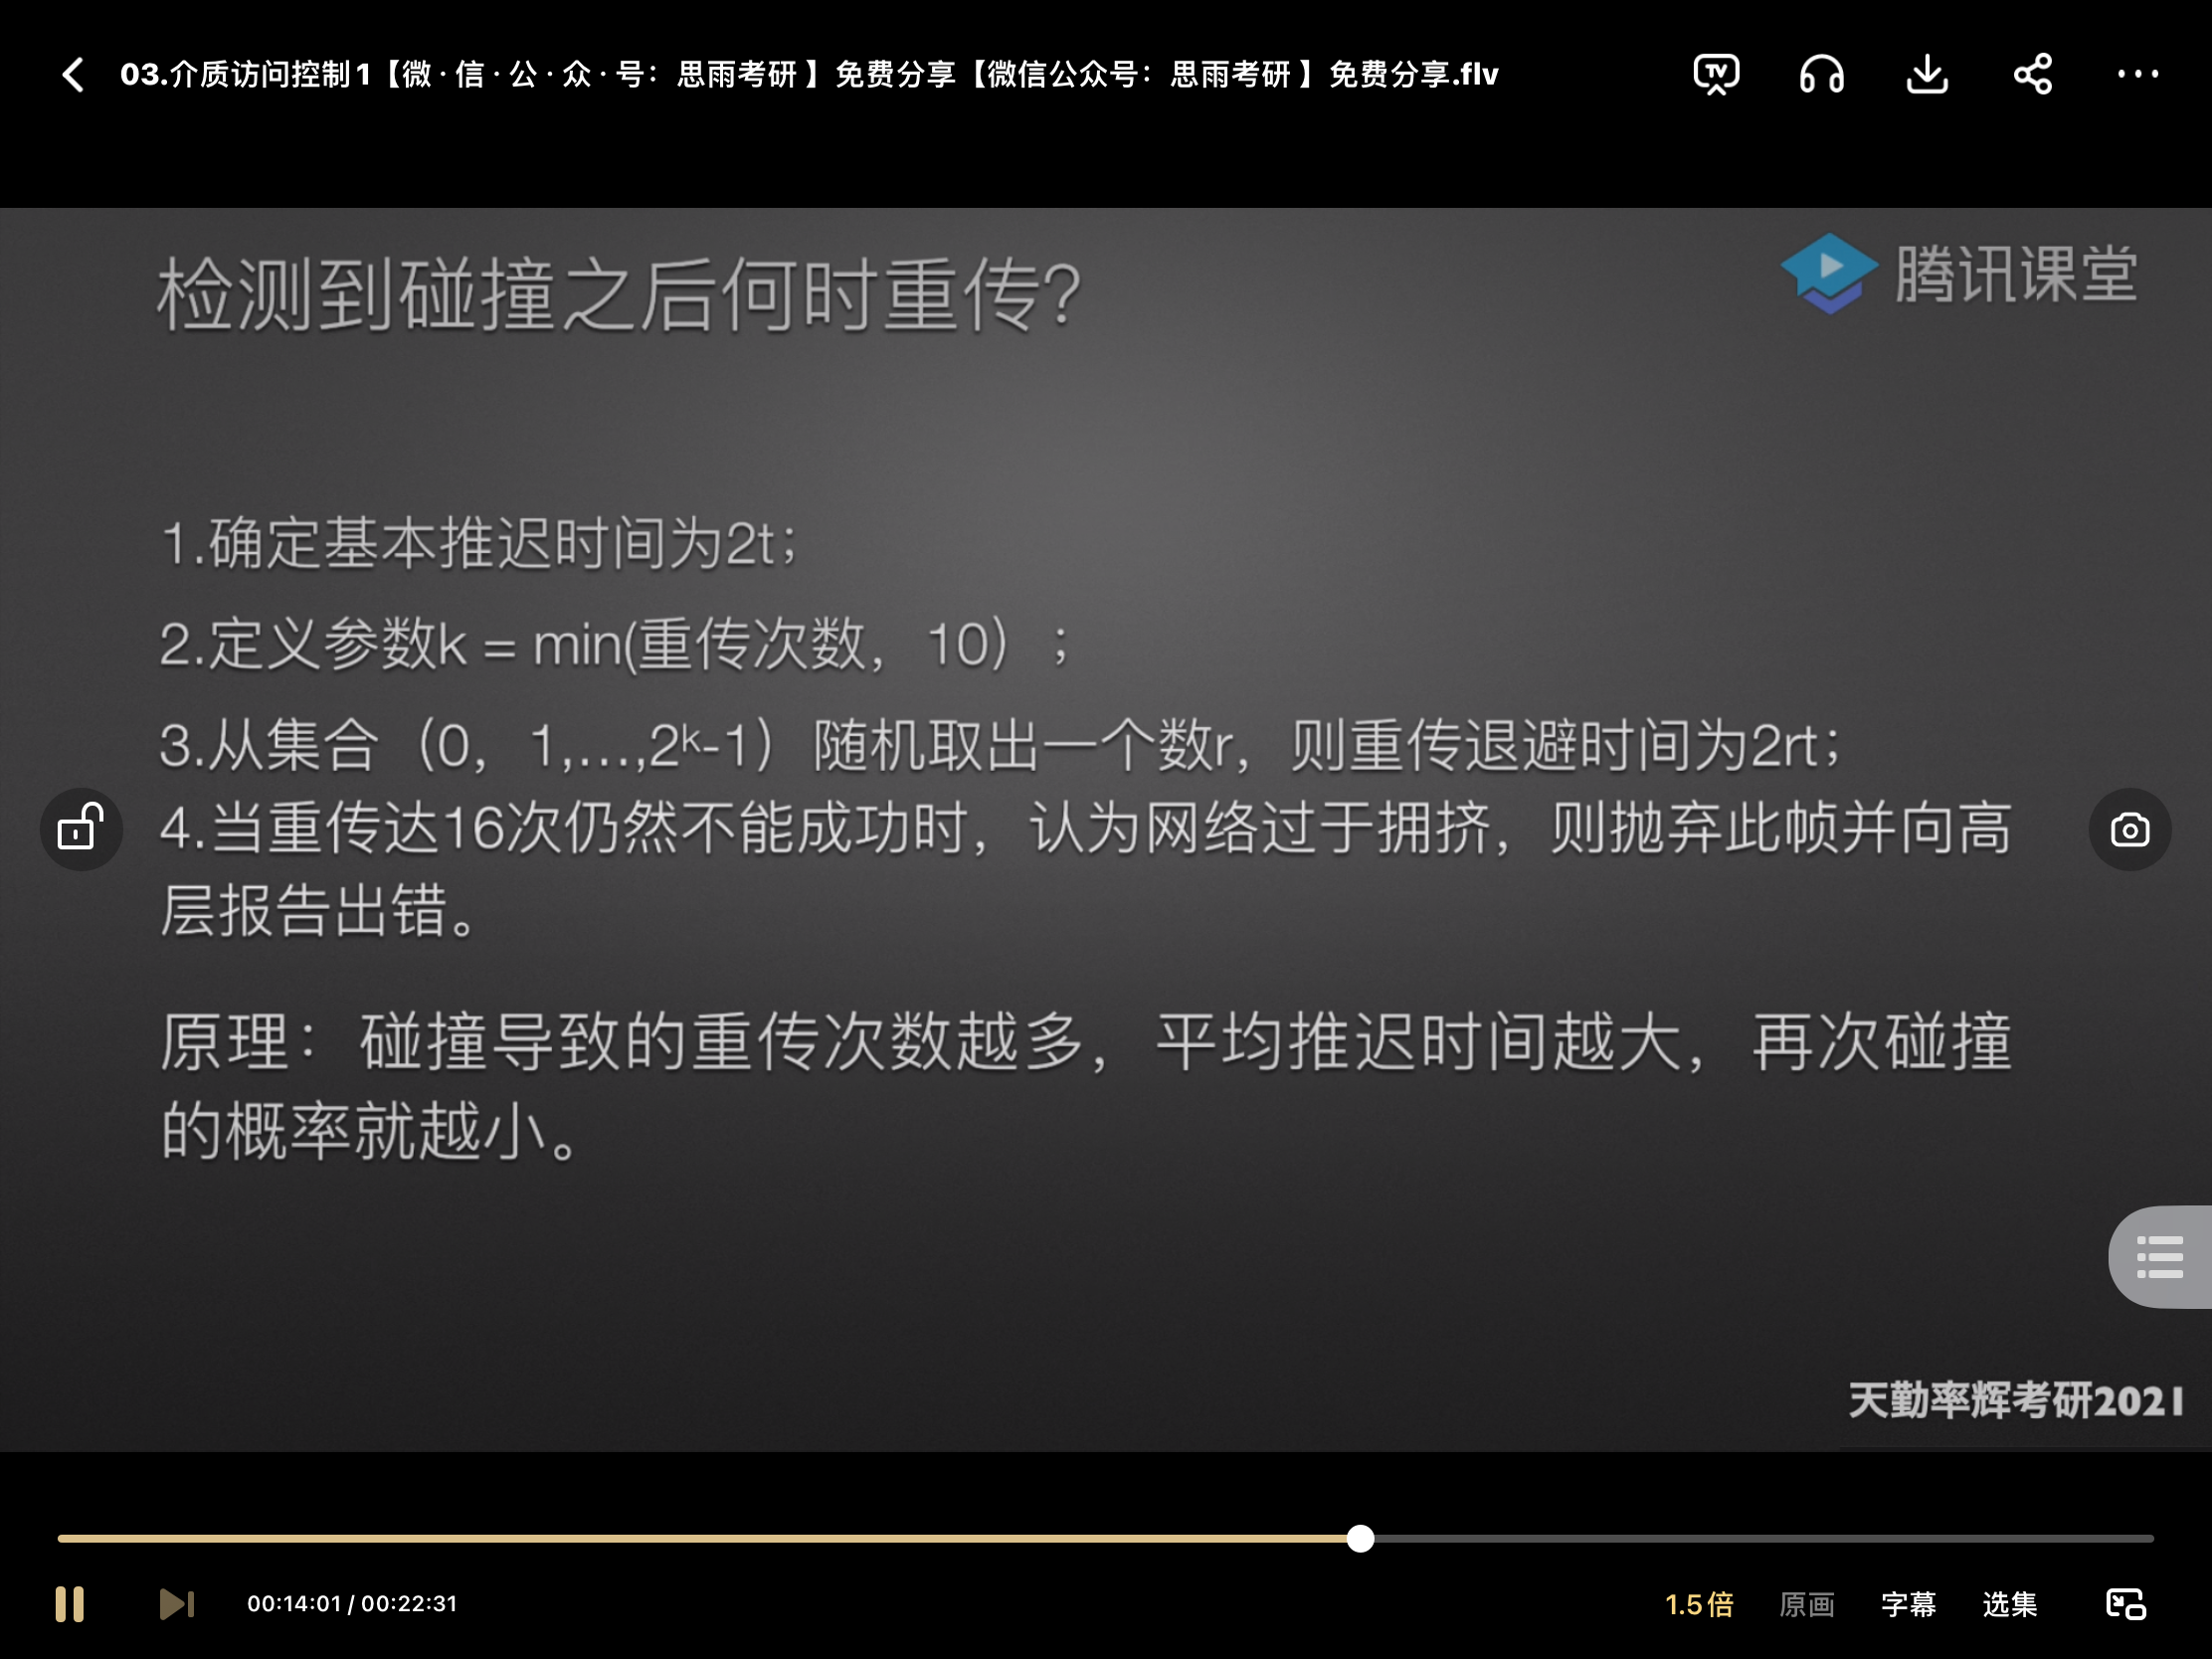 03.介质访问控制1【微·信·公·众·号：思雨考研】免费分享【微信公众号：思雨考研】免费分享.flv
TV
检测到碰撞之后何时重传？
腾讯课堂
1.确定基本推迟时间为2t；
2.定义参数k = min(重传次数，10）；
3.从集合（0，1,...,2ᵏ-1）随机取出一个数r，则重传退避时间为2rt；
4.当重传达16次仍然不能成功时，认为网络过于拥挤，则抛弃此帧并向高
层报告出错。
原理：碰撞导致的重传次数越多，平均推迟时间越大，再次碰撞
的概率就越小。
天勤率辉考研2021
00:14:01 / 00:22:31
1.5倍
原画
字幕
选集